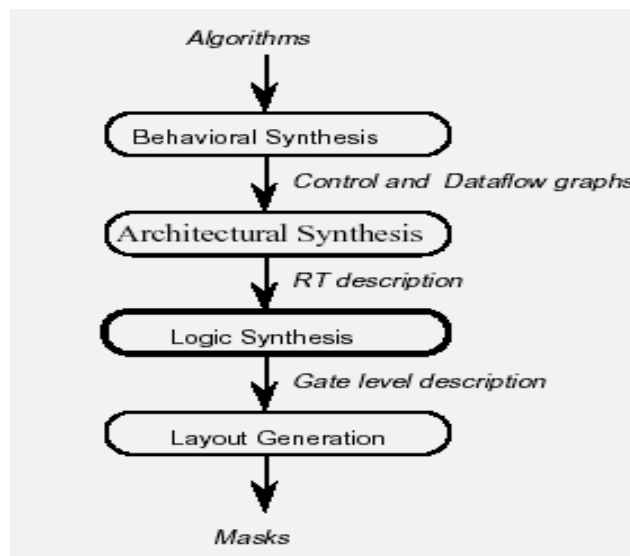 Algorithms
Behavioral Synthesis
Control and Dataflow graphs
Architectural Synthesis
RT description
Logic Synthesis
Gate level description
Layout Generation
Masks